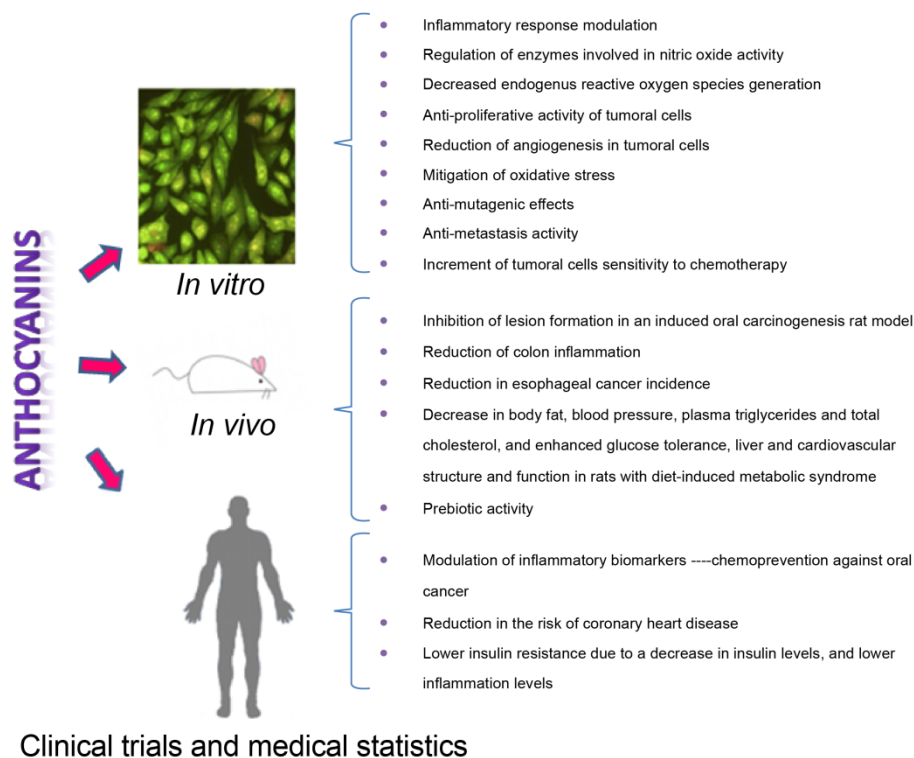 ANTHOCYANINS
Inflammatory response modulation
Regulation of enzymes involved in nitric oxide activity
Decreased endogenus reactive oxygen species generation
Anti-proliferative activity of tumoral cells
Reduction of angiogenesis in tumoral cells
Mitigation of oxidative stress
Anti-mutagenic effects
Anti-metastasis activity
Increment of tumoral cells sensitivity to chemotherapy
In vitro
Inhibition of lesion formation in an induced oral carcinogenesis rat model
Reduction of colon inflammation
Reduction in esophageal cancer incidence
Decrease in body fat, blood pressure, plasma triglycerides and total
cholesterol, and enhanced glucose tolerance, liver and cardiovascular
structure and function in rats with diet-induced metabolic syndrome
Prebiotic activity
In vivo
Modulation of inflammatory biomarkers ----chemoprevention against oral
cancer
Reduction in the risk of coronary heart disease
Lower insulin resistance due to a decrease in insulin levels, and lower
inflammation levels
Clinical trials and medical statistics